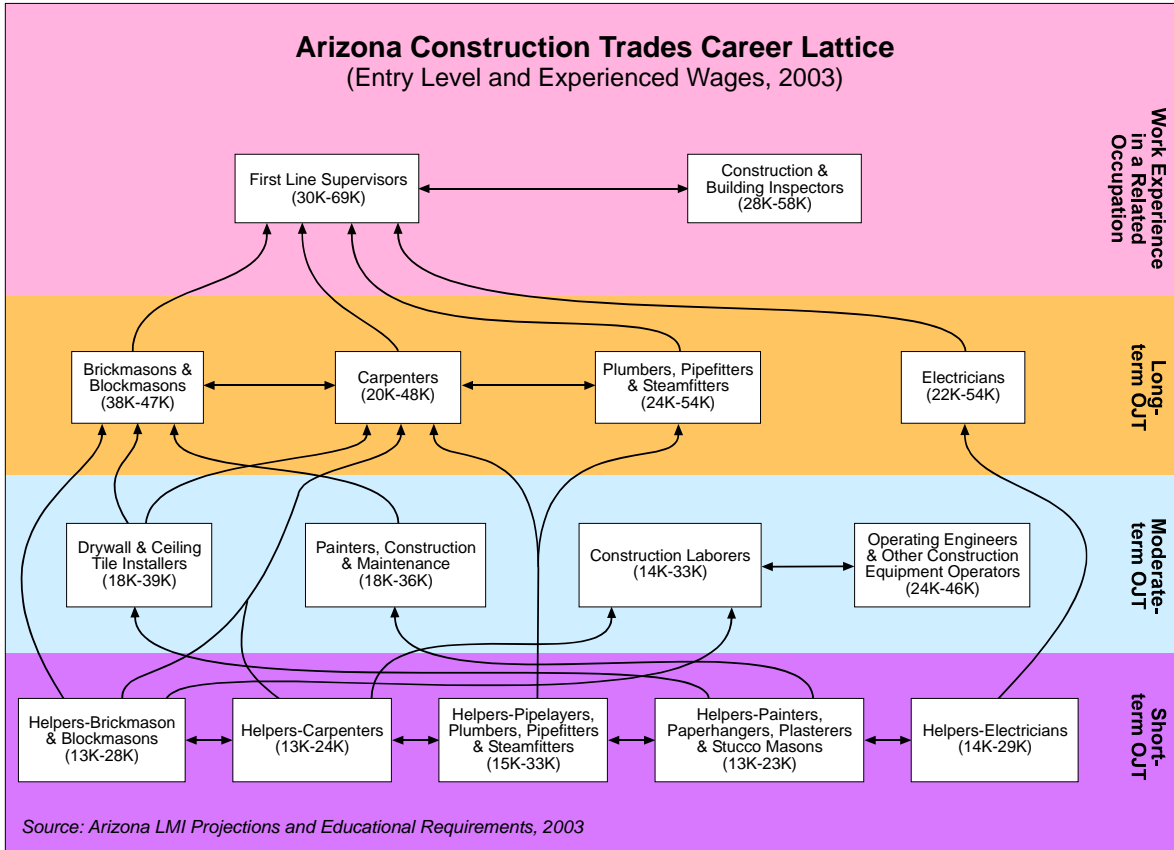 Arizona Construction Trades Career Lattice
(Entry Level and Experienced Wages, 2003)
Work Experience
in a Related
Occupation
First Line Supervisors
(30K-69K)
Construction &
Building Inspectors
(28K-58K)
Long-
term OJT
Brickmasons &
Blockmasons
(38K-47K)
Carpenters
(20K-48K)
Plumbers, Pipefitters
& Steamfitters
(24K-54K)
Electricians
(22K-54K)
Moderate-
term OJT
Drywall & Ceiling
Tile Installers
(18K-39K)
Painters, Construction
& Maintenance
(18K-36K)
Construction Laborers
(14K-33K)
Operating Engineers
& Other Construction
Equipment Operators
(24K-46K)
Short-
term OJT
Helpers-Brickmason
& Blockmasons
(13K-28K)
Helpers-Carpenters
(13K-24K)
Helpers-Pipelayers,
Plumbers, Pipefitters
& Steamfitters
(15K-33K)
Helpers-Painters,
Paperhangers, Plasterers
& Stucco Masons
(13K-23K)
Helpers-Electricians
(14K-29K)
Source: Arizona LMI Projections and Educational Requirements, 2003